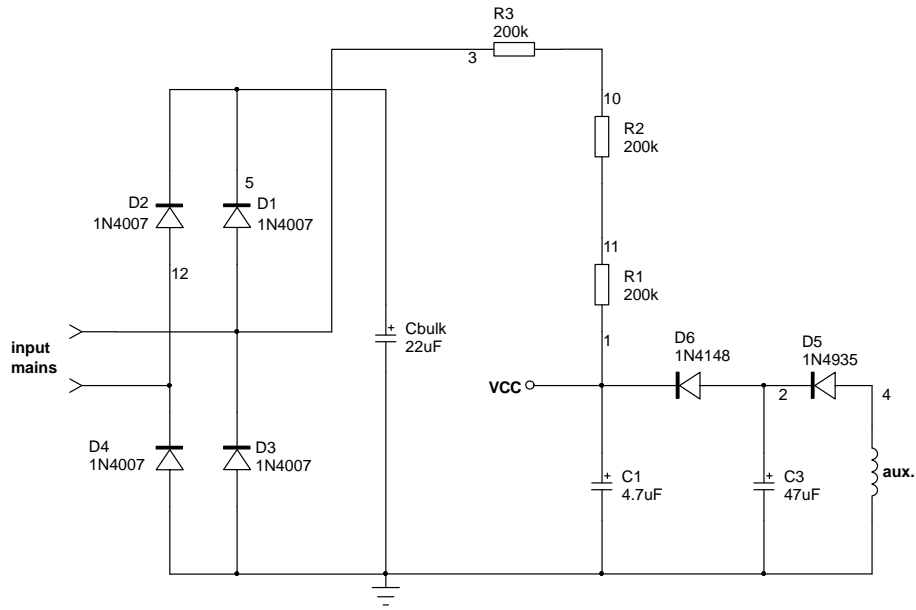 R3
200k
3
10
R2
200k
5
D2
1N4007
D1
1N4007
12
11
R1
200k
input
mains
Cbulk
22uF
+
1
D6
1N4148
D5
1N4935
VCC
2
4
D4
1N4007
D3
1N4007
+
C1
4.7uF
+
C3
47uF
aux.